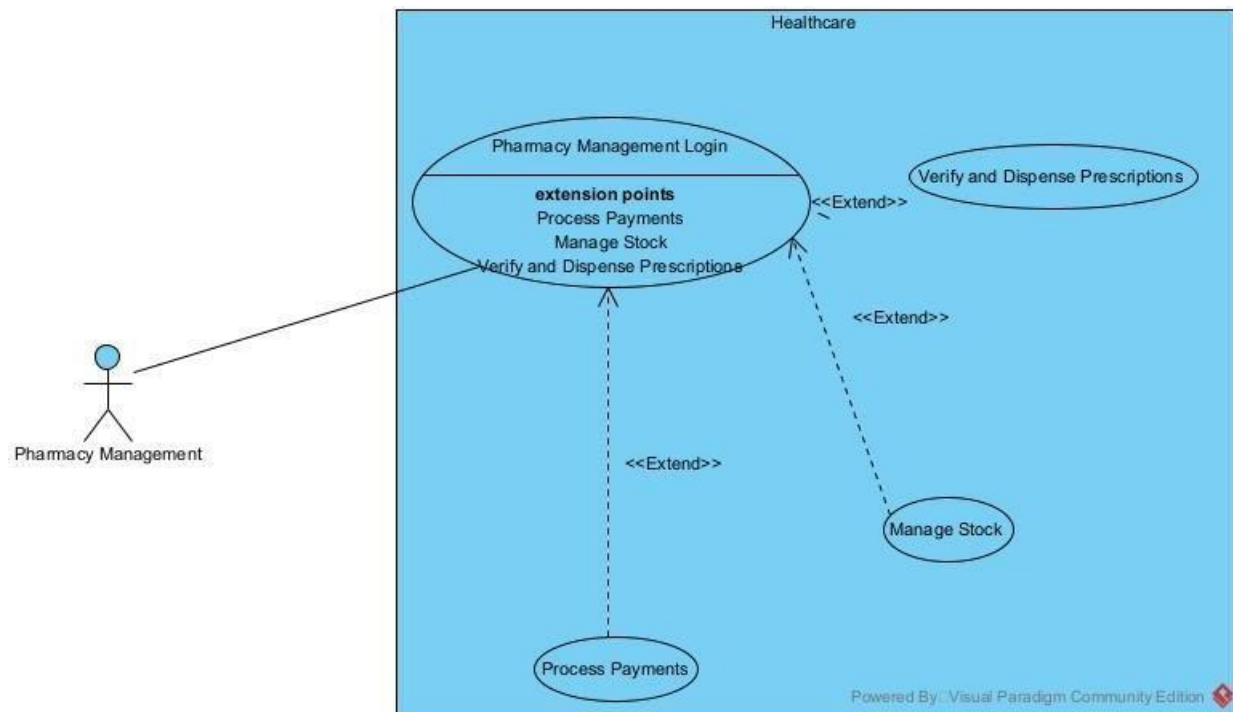 Healthcare
Pharmacy Management Login
extension points
Process Payments
Manage Stock
Verify and Dispense Prescriptions
<<Extend>>
Verify and Dispense Prescriptions
<<Extend>>
Pharmacy Management
<<Extend>>
Manage Stock
Process Payments
Powered By Visual Paradigm Community Edition